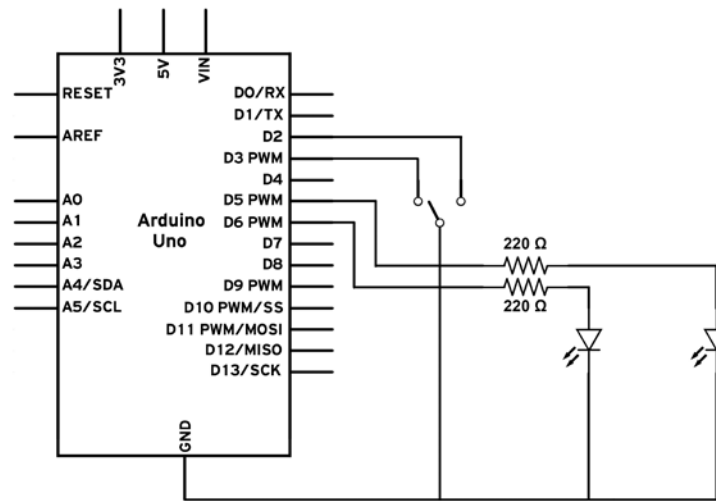 3V3
5V
VIN
RESET
AREF
A0
A1
A2
A3
A4/SDA
A5/SCL
Arduino
Uno
D0/RX
D1/TX
D2
D3 PWM
D4
D5 PWM
D6 PWM
D7
D8
D9 PWM
D10 PWM/SS
D11 PWM/MOSI
D12/MISO
D13/SCK
GND
220 Ω
220 Ω